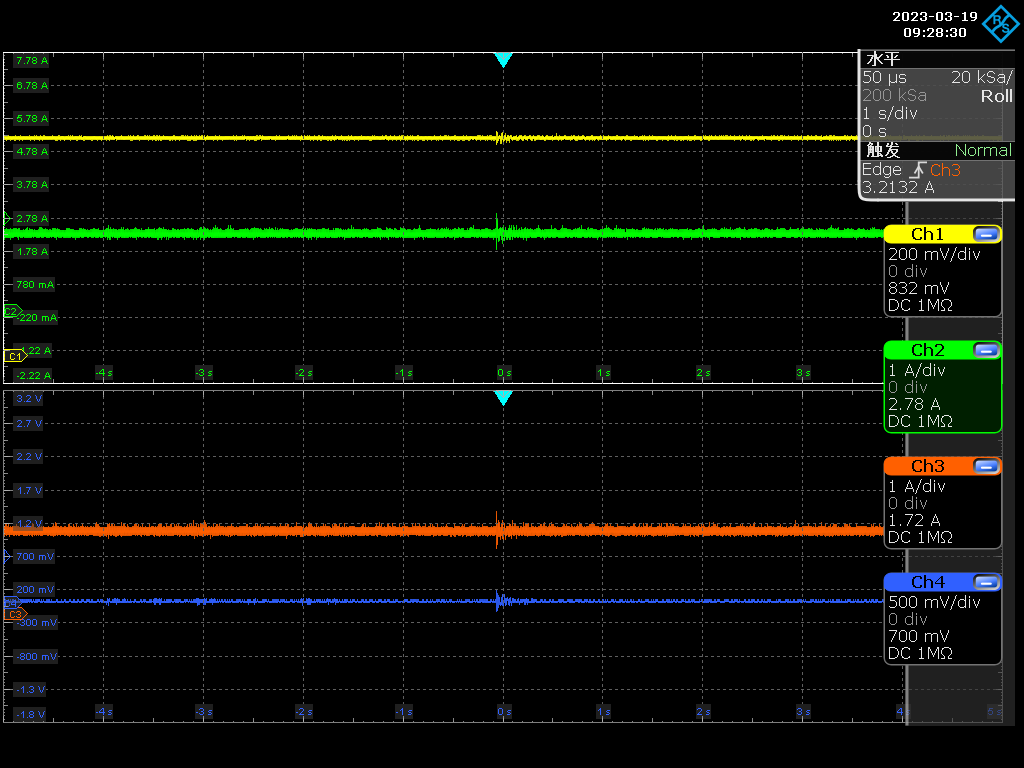 2023-03-19
09:28:30
R&S
水平
50 µs 20 kSa/
200 kSa Roll
1 s/div
0 s
触发 Normal
Edge Ch3
3.2132 A
7.78 A
6.78 A
5.78 A
4.78 A
3.78 A
2.78 A
1.78 A
780 mA
C2
-220 mA
C1
-2.22 A
-4 s -3 s -2 s -1 s 0 s 1 s 2 s 3 s
Ch1
200 mV/div
0 div
832 mV
DC 1MΩ
Ch2
1 A/div
0 div
2.78 A
DC 1MΩ
3.2 V
2.7 V
2.2 V
1.7 V
1.2 V
700 mV
200 mV
C3
-300 mV
-800 mV
-1.3 V
-1.8 V
-4 s -3 s -2 s -1 s 0 s 1 s 2 s 3 s 4 5 s
Ch3
1 A/div
0 div
1.72 A
DC 1MΩ
Ch4
500 mV/div
0 div
700 mV
DC 1MΩ